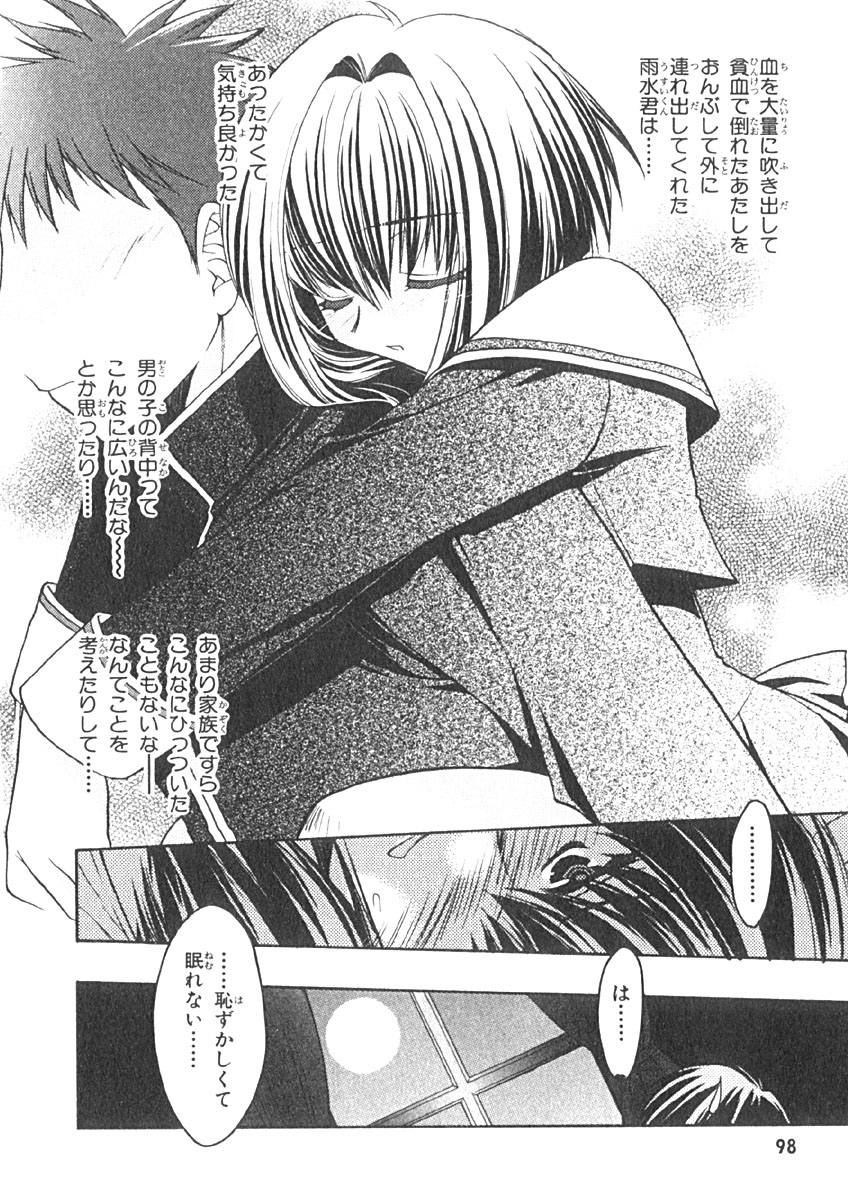 血を大量に吹き出して
貧血で倒れたあたしを
おんぶして外に
連れ出してくれた
雨水君は……
あったかくて
気持ち良かった―
男の子の背中って
こんなに広いんだな～～
とか思ったり……
あまり家族ですら
こんなにひっついた
こともないな――
なんてことを
考えたりして……
………
は……
……恥ずかしくて
眠れない……
98